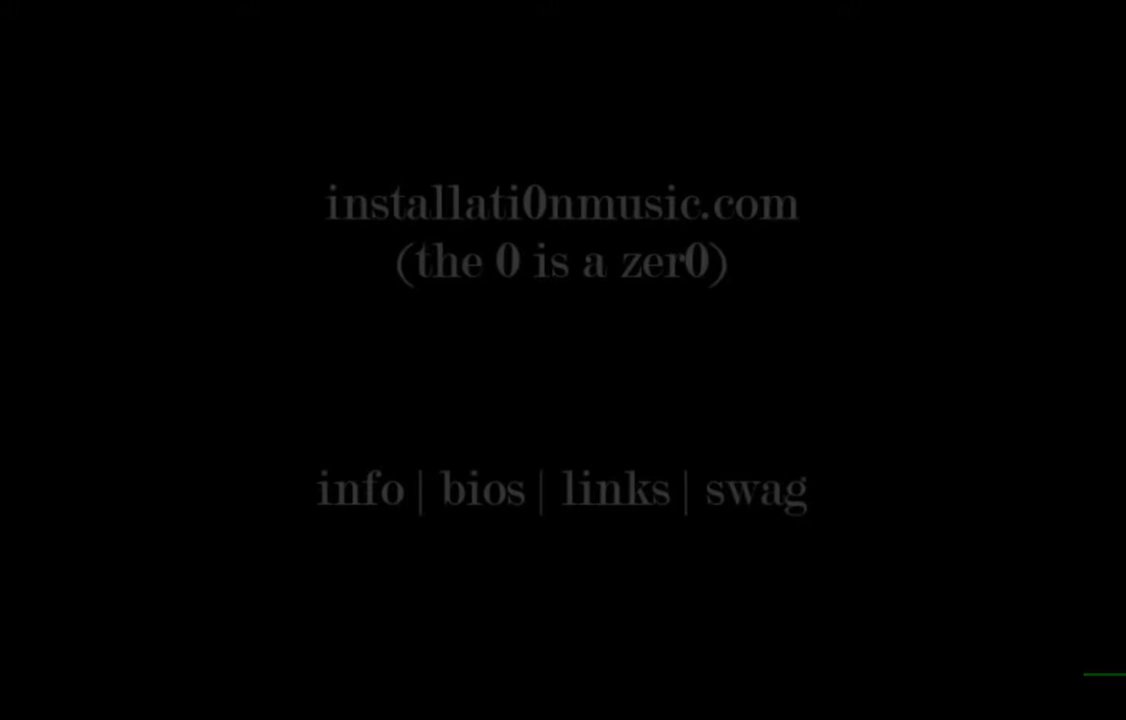 installati0nmusic.com
(the 0 is a zer0)
info | bios | links | swag